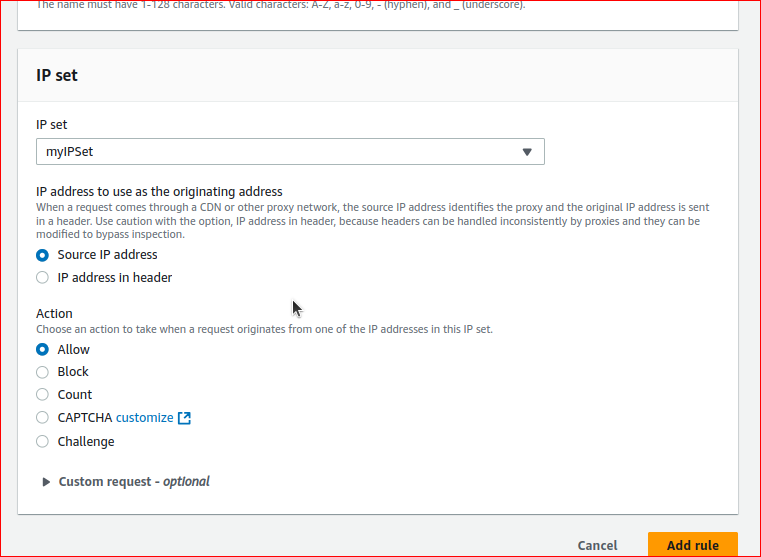 The name must have 1-128 characters. Valid characters: A-Z, a-z, 0-9, - (hyphen), and _ (underscore).
IP set
IP set
myIPSet
IP address to use as the originating address
When a request comes through a CDN or other proxy network, the source IP address identifies the proxy and the original IP address is sent
in a header. Use caution with the option, IP address in header, because headers can be handled inconsistently by proxies and they can be
modified to bypass inspection.
Source IP address
IP address in header
Action
Choose an action to take when a request originates from one of the IP addresses in this IP set.
Allow
Block
Count
CAPTCHA customize
Challenge
Custom request - optional
Cancel Add rule